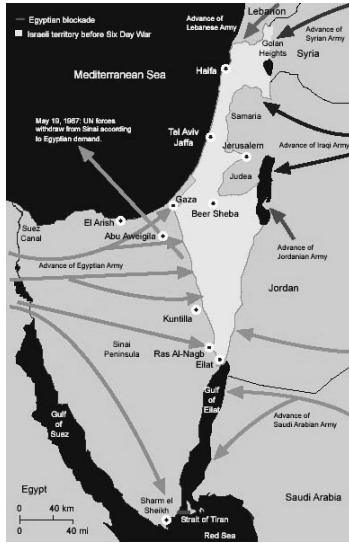 Egyptian blockade
Israeli territory before Six Day War
Lebanon
Advance of
Lebanese Army
Advance of
Syrian Army
Golan
Heights
Syria
Haifa
Mediterranean Sea
May 19, 1967: UN forces
withdraw from Sinai according
to Egyptian demand.
Tel Aviv
Jaffa
Samaria
Jerusalem
Advance of Iraqi Army
Judea
Gaza
Beer Sheba
Suez
Canal
El Arish
Abu Aweigila
Advance of
Jordanian Army
Advance of Egyptian Army
Jordan
Kuntilla
Sinai
Peninsula
Ras Al-Nagb
Eilat
Gulf
of
Suez
Gulf
of
Eilat
Advance of
Saudi Arabian Army
Egypt
Sharm el
Sheikh
Saudi Arabia
0 40 km
0 40 mi
Strait of Tiran
Red Sea